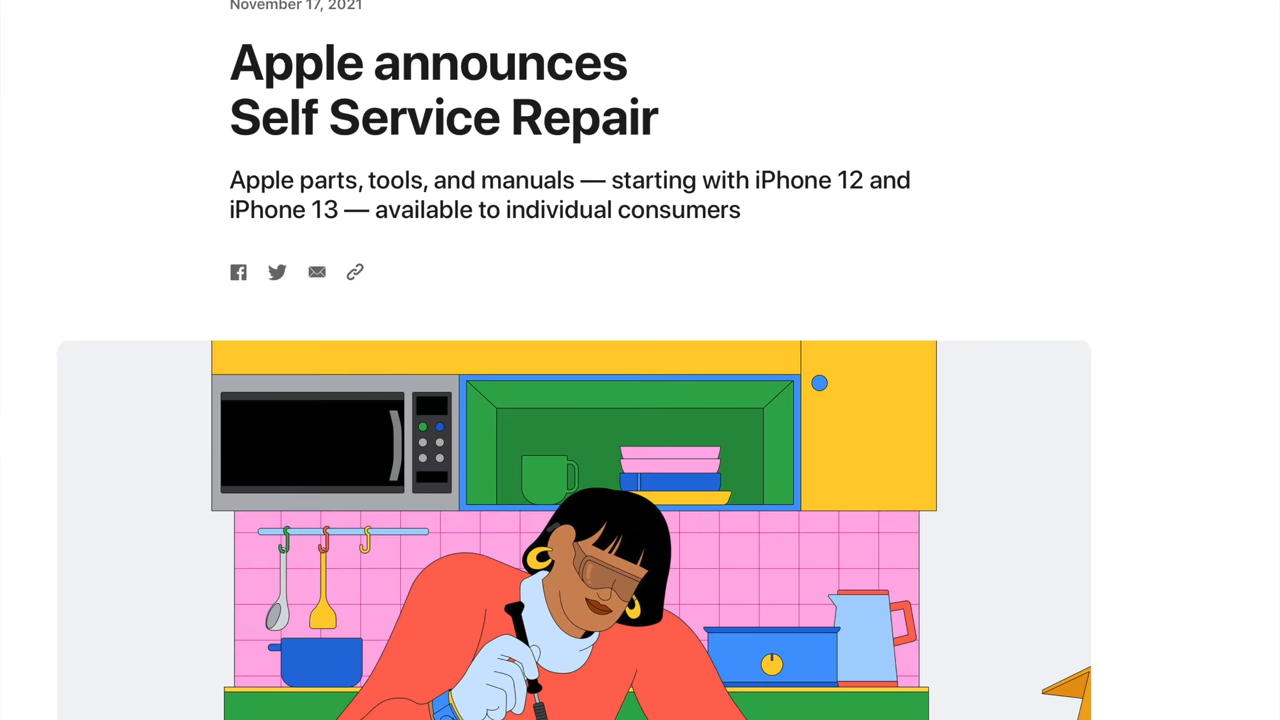 November 17, 2021
Apple announces
Self Service Repair
Apple parts, tools, and manuals — starting with iPhone 12 and
iPhone 13 — available to individual consumers